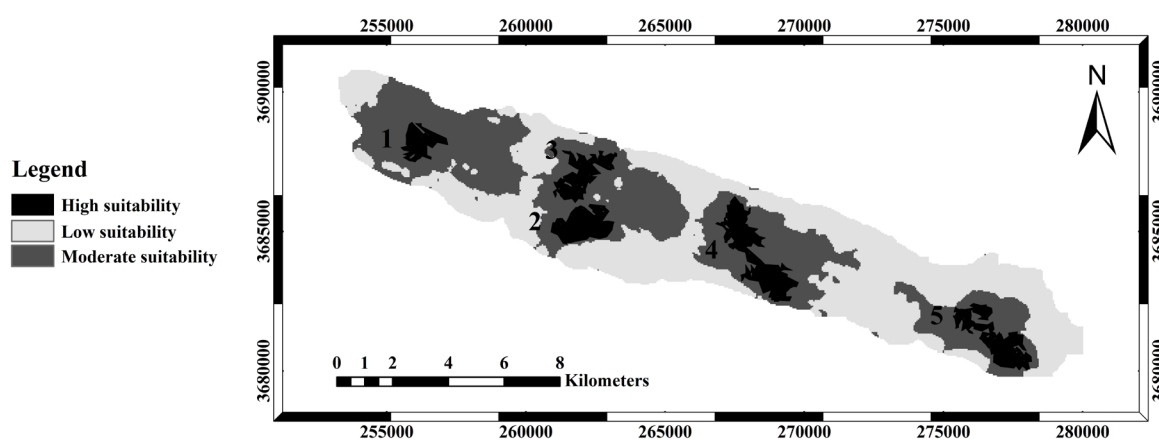 255000 260000 265000 270000 275000 280000
N
3690000 3690000
Legend
High suitability
Low suitability
Moderate suitability
1
3
2
3685000 3685000
4
5
0 1 2 4 6 8
Kilometers
3680000 3680000
255000 260000 265000 270000 275000 280000